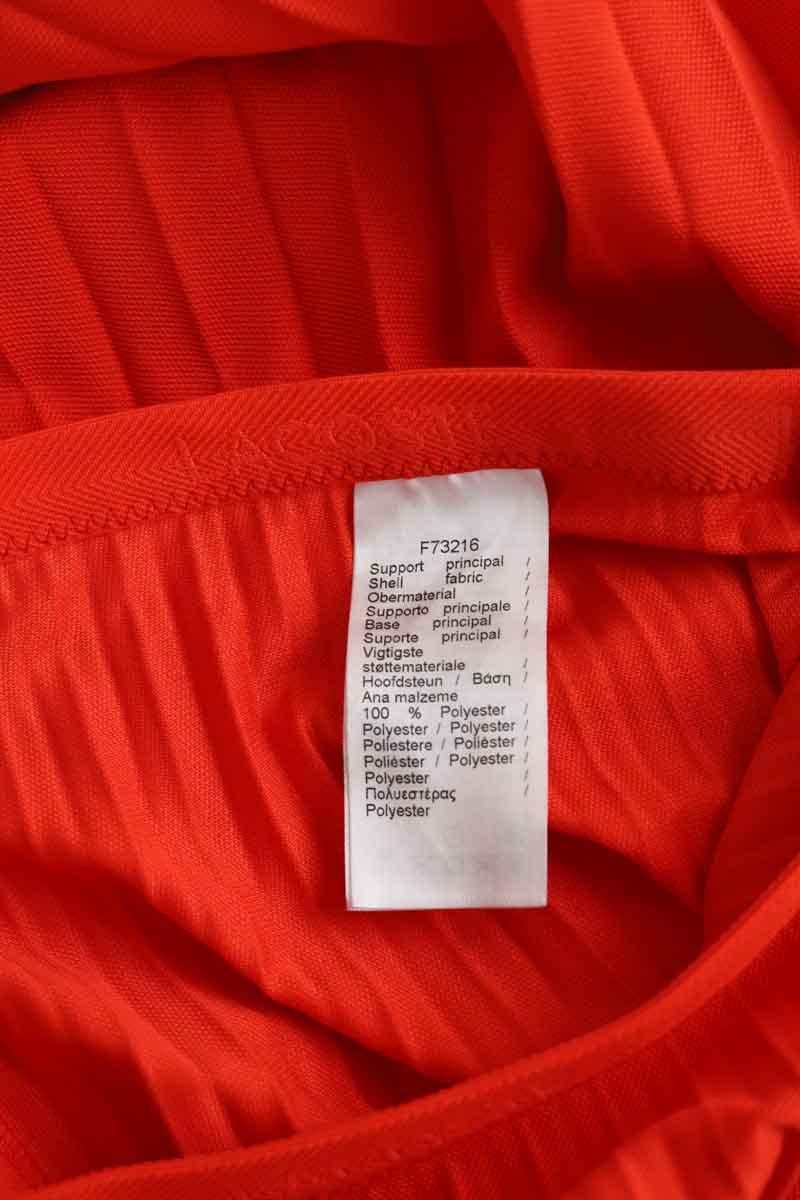 LACOSTE
F73216
Support principal /
Shell fabric /
Obermaterial /
Supporto principale /
Base principal /
Suporte principal /
Vigtigste
støttemateriale /
Hoofdsteun / Βάση /
Ana malzeme
100 % Polyester /
Polyester / Polyester /
Poliestere / Poliéster /
Poliéster / Polyester /
Polyester
Πολυεστέρας /
Polyester